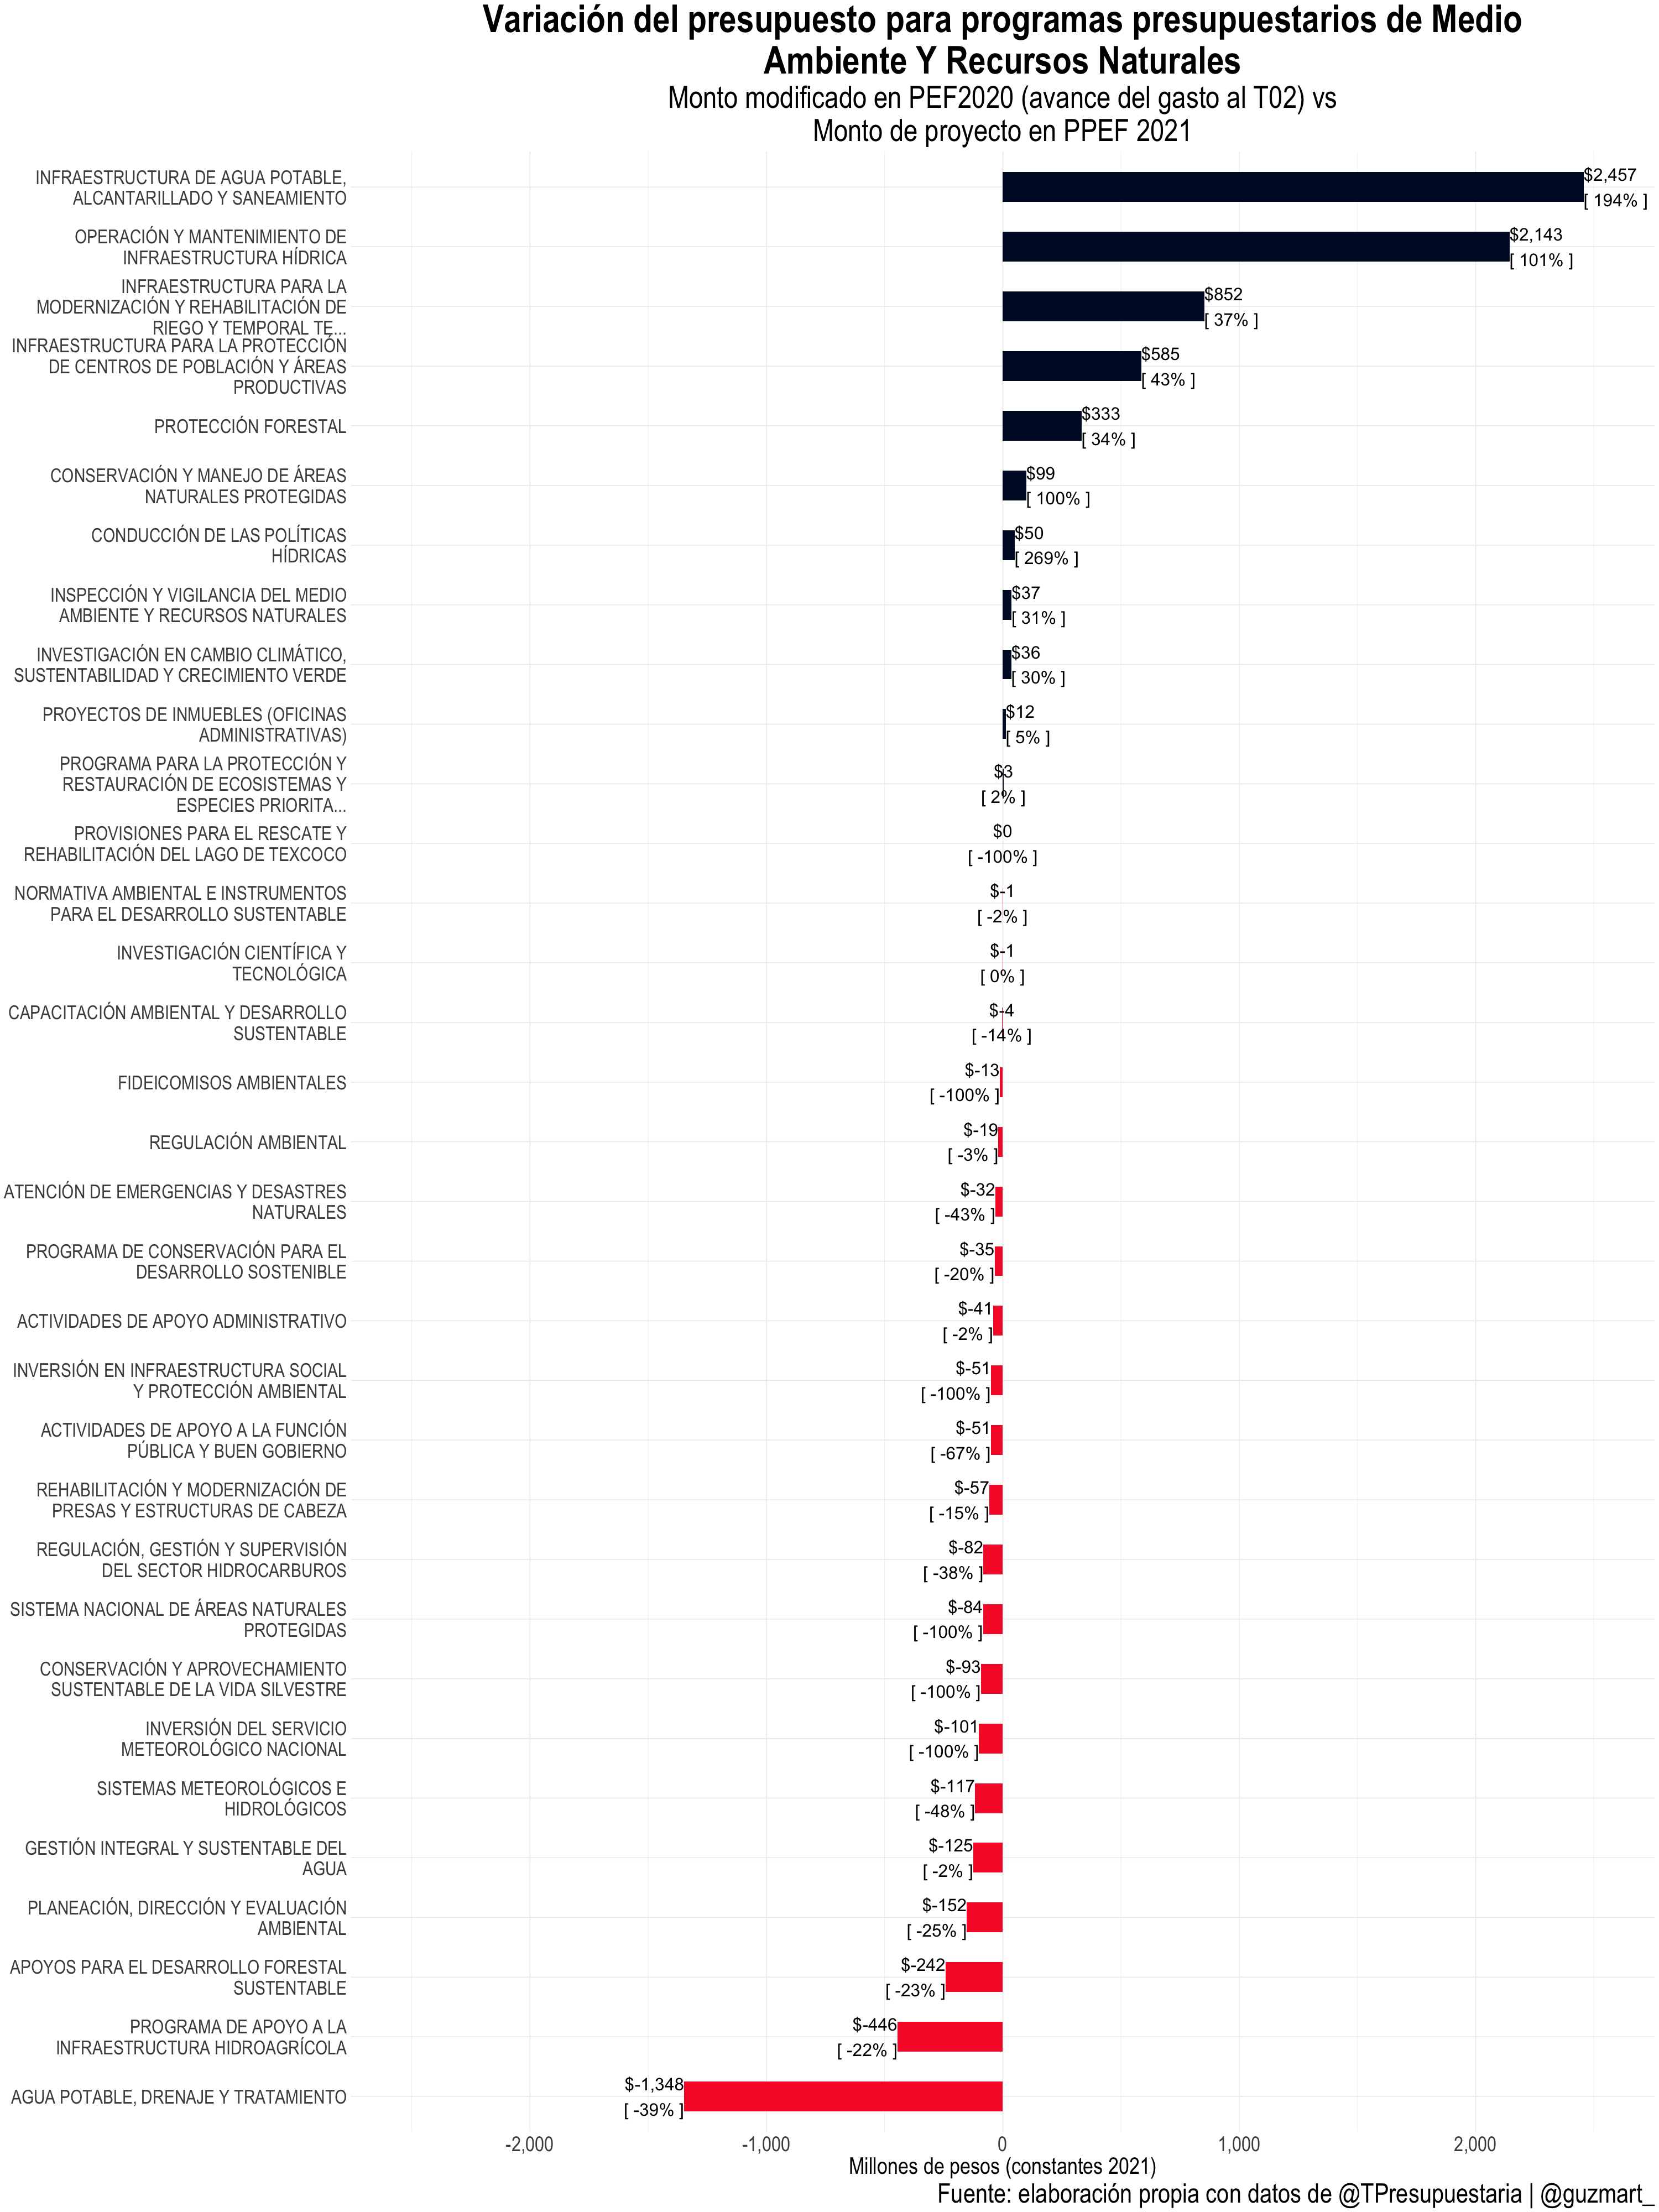 Variación del presupuesto para programas presupuestarios de Medio
Ambiente Y Recursos Naturales
Monto modificado en PEF2020 (avance del gasto al T02) vs
Monto de proyecto en PPEF 2021
INFRAESTRUCTURA DE AGUA POTABLE,
ALCANTARILLADO Y SANEAMIENTO
$2,457
[ 194% ]
OPERACIÓN Y MANTENIMIENTO DE
INFRAESTRUCTURA HÍDRICA
$2,143
[ 101% ]
INFRAESTRUCTURA PARA LA
MODERNIZACIÓN Y REHABILITACIÓN DE
RIEGO Y TEMPORAL TE...
$852
[ 37% ]
INFRAESTRUCTURA PARA LA PROTECCIÓN
DE CENTROS DE POBLACIÓN Y ÁREAS
PRODUCTIVAS
$585
[ 43% ]
PROTECCIÓN FORESTAL
$333
[ 34% ]
CONSERVACIÓN Y MANEJO DE ÁREAS
NATURALES PROTEGIDAS
$99
[ 100% ]
CONDUCCIÓN DE LAS POLÍTICAS
HÍDRICAS
$50
[ 269% ]
INSPECCIÓN Y VIGILANCIA DEL MEDIO
AMBIENTE Y RECURSOS NATURALES
$37
[ 31% ]
INVESTIGACIÓN EN CAMBIO CLIMÁTICO,
SUSTENTABILIDAD Y CRECIMIENTO VERDE
$36
[ 30% ]
PROYECTOS DE INMUEBLES (OFICINAS
ADMINISTRATIVAS)
$12
[ 5% ]
PROGRAMA PARA LA PROTECCIÓN Y
RESTAURACIÓN DE ECOSISTEMAS Y
ESPECIES PRIORITA...
$3
[ 2% ]
PROVISIONES PARA EL RESCATE Y
REHABILITACIÓN DEL LAGO DE TEXCOCO
$0
[ -100% ]
NORMATIVA AMBIENTAL E INSTRUMENTOS
PARA EL DESARROLLO SUSTENTABLE
$-1
[ -2% ]
INVESTIGACIÓN CIENTÍFICA Y
TECNOLÓGICA
$-1
[ 0% ]
CAPACITACIÓN AMBIENTAL Y DESARROLLO
SUSTENTABLE
$-4
[ -14% ]
FIDEICOMISOS AMBIENTALES
$-13
[ -100% ]
REGULACIÓN AMBIENTAL
$-19
[ -3% ]
ATENCIÓN DE EMERGENCIAS Y DESASTRES
NATURALES
$-32
[ -43% ]
PROGRAMA DE CONSERVACIÓN PARA EL
DESARROLLO SOSTENIBLE
$-35
[ -20% ]
ACTIVIDADES DE APOYO ADMINISTRATIVO
$-41
[ -2% ]
INVERSIÓN EN INFRAESTRUCTURA SOCIAL
Y PROTECCIÓN AMBIENTAL
$-51
[ -100% ]
ACTIVIDADES DE APOYO A LA FUNCIÓN
PÚBLICA Y BUEN GOBIERNO
$-51
[ -67% ]
REHABILITACIÓN Y MODERNIZACIÓN DE
PRESAS Y ESTRUCTURAS DE CABEZA
$-57
[ -15% ]
REGULACIÓN, GESTIÓN Y SUPERVISIÓN
DEL SECTOR HIDROCARBUROS
$-82
[ -38% ]
SISTEMA NACIONAL DE ÁREAS NATURALES
PROTEGIDAS
$-84
[ -100% ]
CONSERVACIÓN Y APROVECHAMIENTO
SUSTENTABLE DE LA VIDA SILVESTRE
$-93
[ -100% ]
INVERSIÓN DEL SERVICIO
METEOROLÓGICO NACIONAL
$-101
[ -100% ]
SISTEMAS METEOROLÓGICOS E
HIDROLÓGICOS
$-117
[ -48% ]
GESTIÓN INTEGRAL Y SUSTENTABLE DEL
AGUA
$-125
[ -2% ]
PLANEACIÓN, DIRECCIÓN Y EVALUACIÓN
AMBIENTAL
$-152
[ -25% ]
APOYOS PARA EL DESARROLLO FORESTAL
SUSTENTABLE
$-242
[ -23% ]
PROGRAMA DE APOYO A LA
INFRAESTRUCTURA HIDROAGRÍCOLA
$-446
[ -22% ]
AGUA POTABLE, DRENAJE Y TRATAMIENTO
$-1,348
[ -39% ]
-2,000 -1,000 0 1,000 2,000
Millones de pesos (constantes 2021)
Fuente: elaboración propia con datos de @TPresupuestaria | @guzmart_